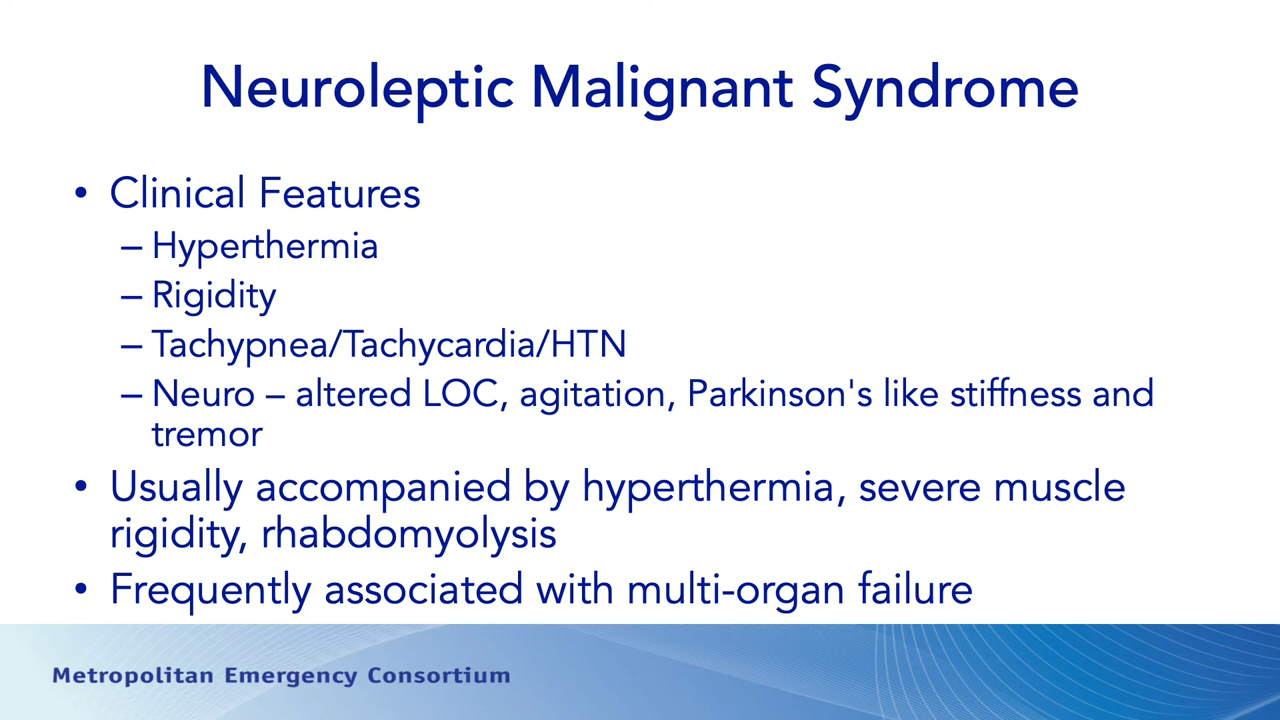 Neuroleptic Malignant Syndrome
• Clinical Features
– Hyperthermia
– Rigidity
– Tachypnea/Tachycardia/HTN
– Neuro – altered LOC, agitation, Parkinson's like stiffness and
tremor
• Usually accompanied by hyperthermia, severe muscle
rigidity, rhabdomyolysis
• Frequently associated with multi-organ failure
Metropolitan Emergency Consortium